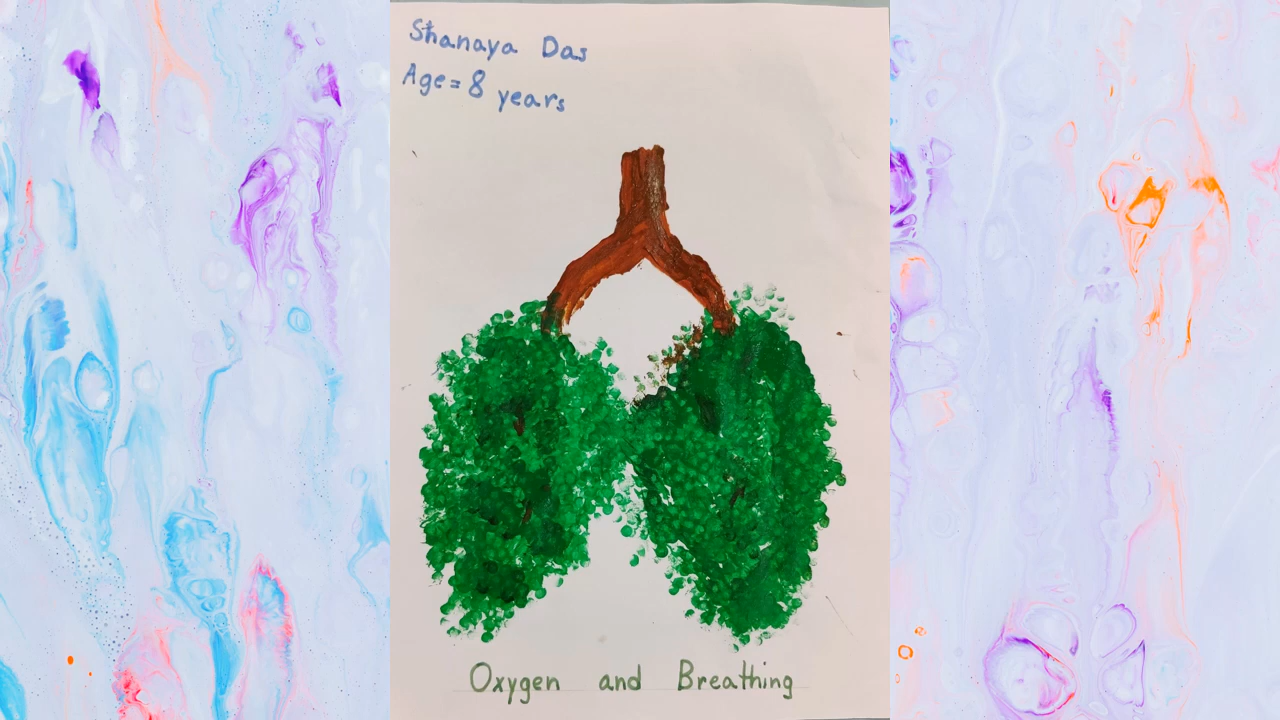 Shanaya Das
Age = 8 years
Oxygen and Breathing